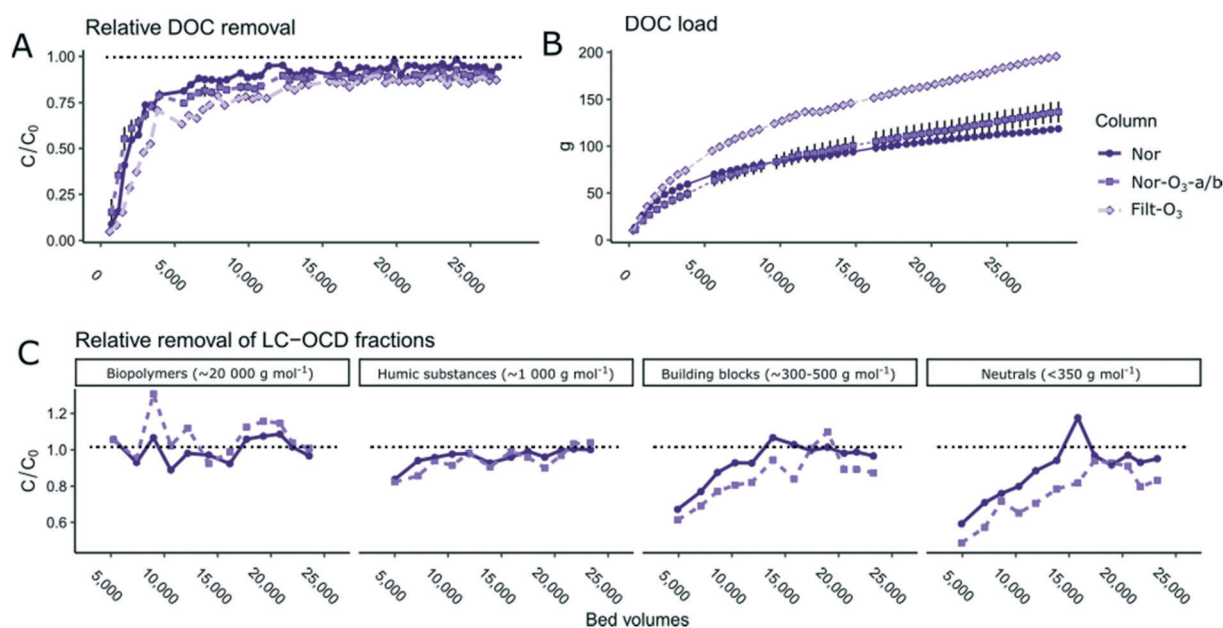 A
Relative DOC removal
C/C₀
1.00
0.75
0.50
0.25
0.00
0
5,000
10,000
15,000
20,000
25,000
B
DOC load
g
200
150
100
50
0
0
5,000
10,000
15,000
20,000
25,000
Column
Nor
Nor-O₃-a/b
Filt-O₃
C
Relative removal of LC−OCD fractions
Biopolymers (~20 000 g mol⁻¹)
Humic substances (~1 000 g mol⁻¹)
Building blocks (~300-500 g mol⁻¹)
Neutrals (<350 g mol⁻¹)
C/C₀
1.2
1.0
0.8
0.6
5,000
10,000
15,000
20,000
25,000
5,000
10,000
15,000
20,000
25,000
5,000
10,000
15,000
20,000
25,000
5,000
10,000
15,000
20,000
25,000
Bed volumes